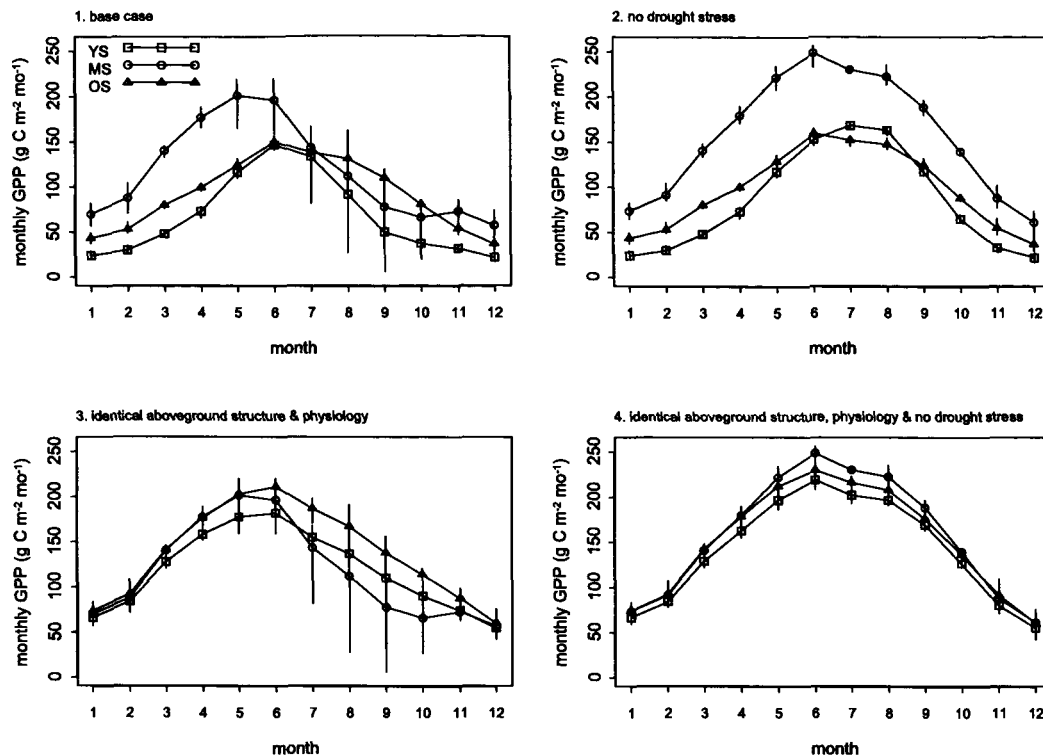 1. base case
YS
MS
OS
monthly GPP (g C m-2 mo-1)
0 50 100 150 200 250
1 2 3 4 5 6 7 8 9 10 11 12
month
2. no drought stress
monthly GPP (g C m-2 mo-1)
0 50 100 150 200 250
1 2 3 4 5 6 7 8 9 10 11 12
month
3. identical aboveground structure & physiology
monthly GPP (g C m-2 mo-1)
0 50 100 150 200 250
1 2 3 4 5 6 7 8 9 10 11 12
month
4. identical aboveground structure, physiology & no drought stress
monthly GPP (g C m-2 mo-1)
0 50 100 150 200 250
1 2 3 4 5 6 7 8 9 10 11 12
month